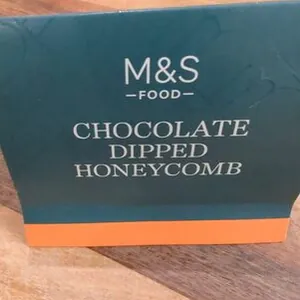 M&S
—FOOD—
CHOCOLATE
DIPPED
HONEYCOMB